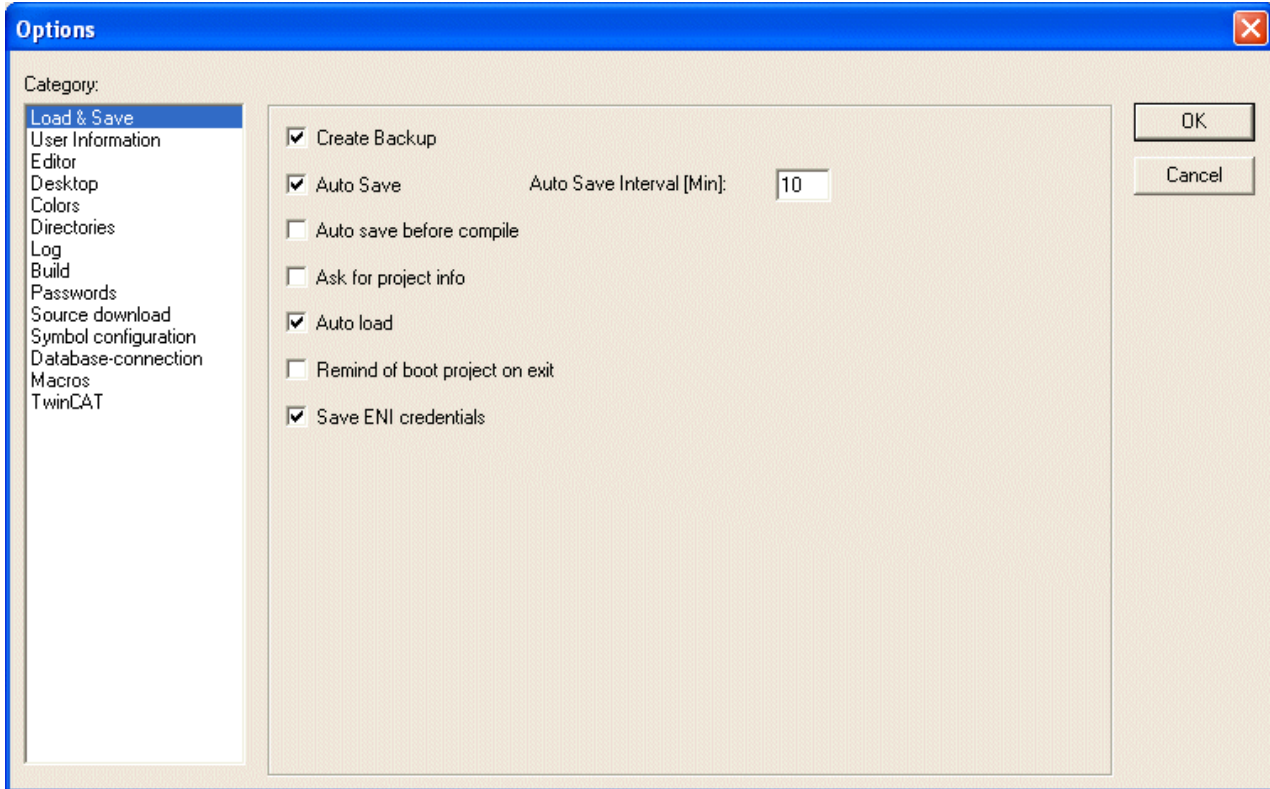 Options
Category:
Load & Save
User Information
Editor
Desktop
Colors
Directories
Log
Build
Passwords
Source download
Symbol configuration
Database-connection
Macros
TwinCAT
Create Backup
Auto Save Auto Save Interval [Min]: 10
Auto save before compile
Ask for project info
Auto load
Remind of boot project on exit
Save ENI credentials
OK
Cancel